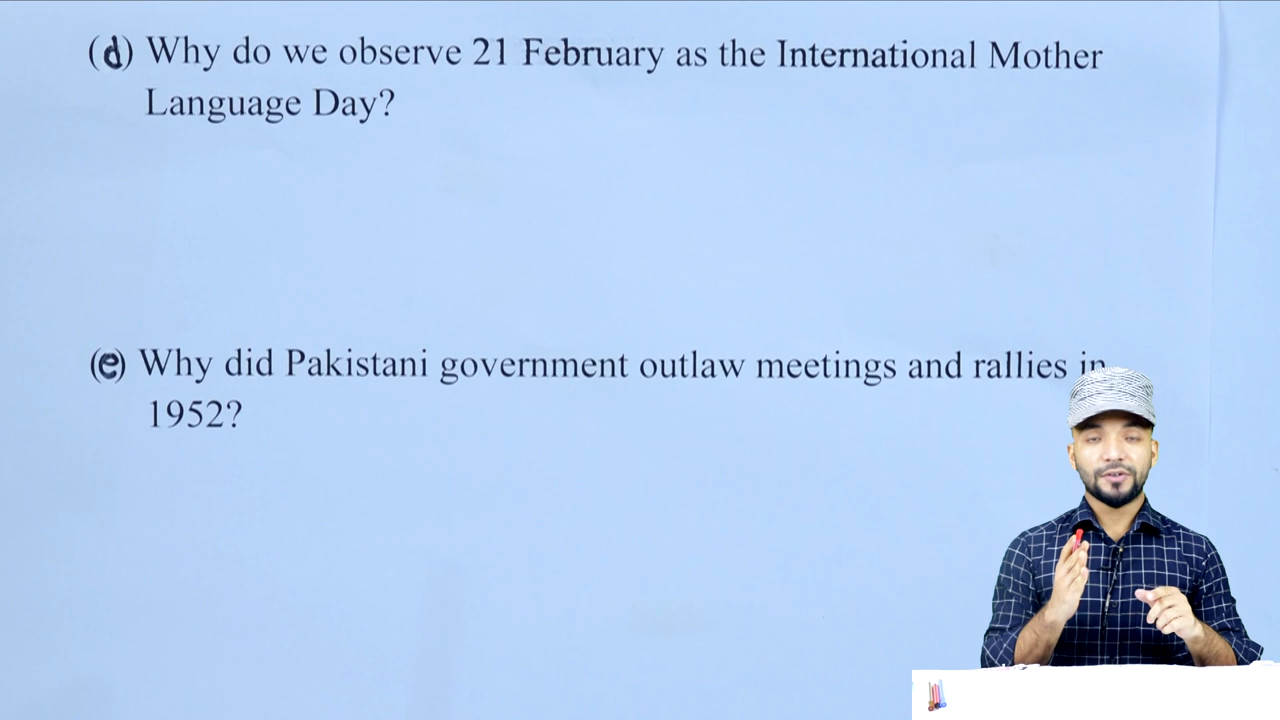 (d) Why do we observe 21 February as the International Mother
Language Day?
(e) Why did Pakistani government outlaw meetings and rallies in
1952?